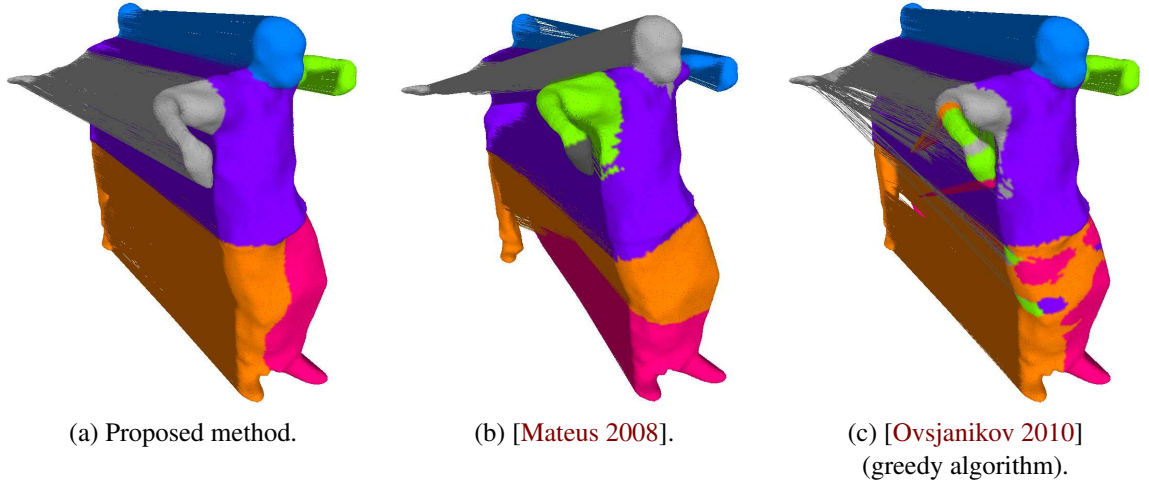 (a) Proposed method.
(b) [Mateus 2008].
(c) [Ovsjanikov 2010]
(greedy algorithm).